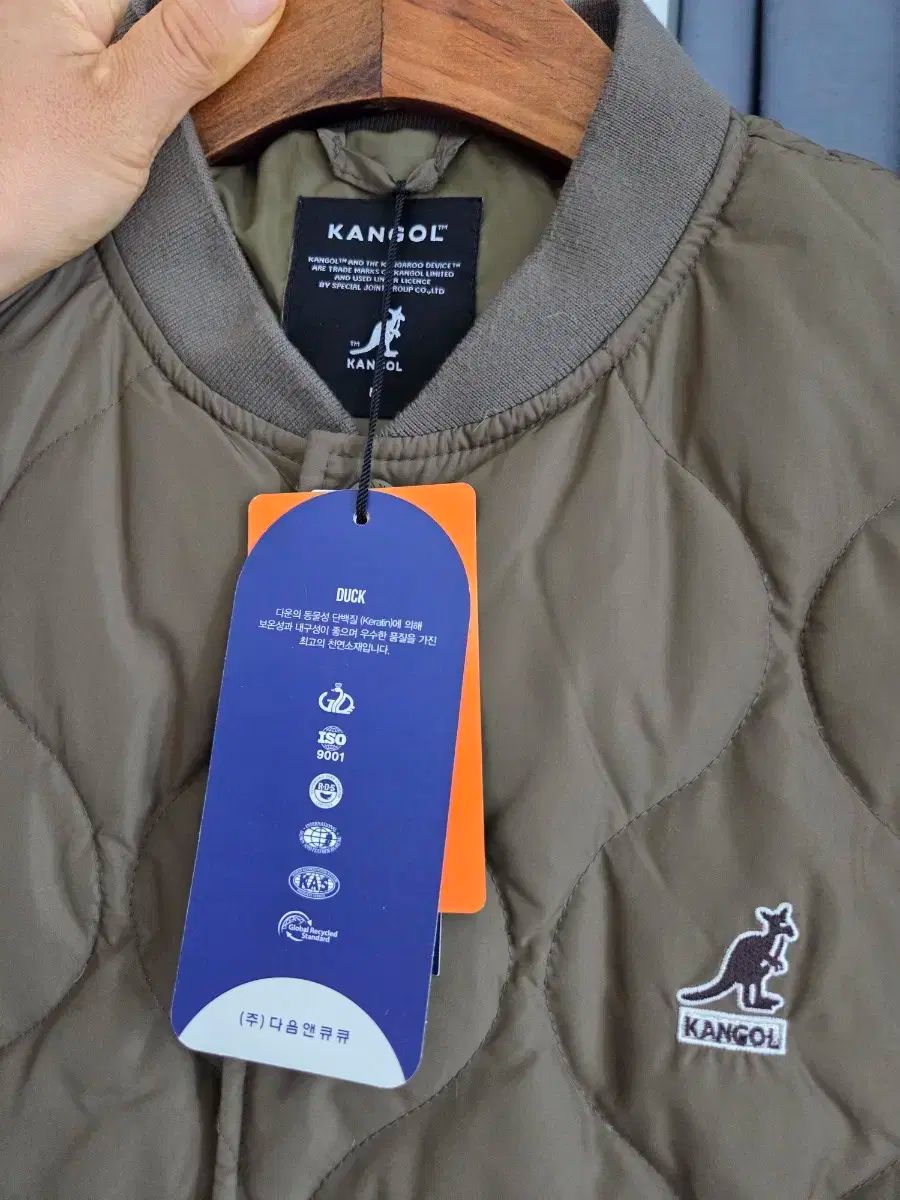 KANGOL™
KANGOL™ AND THE KANGAROO DEVICE™
ARE TRADE MARKS OF KANGOL LIMITED
AND USED UNDER LICENCE
BY SPECIAL JOINT GROUP CO.,LTD
TM
KANGOL
DUCK
다운의 동물성 단백질 (Keratin)에 의해
보온성과 내구성이 좋으며 우수한 품질을 가진
최고의 천연소재입니다.
ISO
9001
R·D·S
KAS
Global Recycled
Standard
(주) 다음앤큐큐
KANGOL